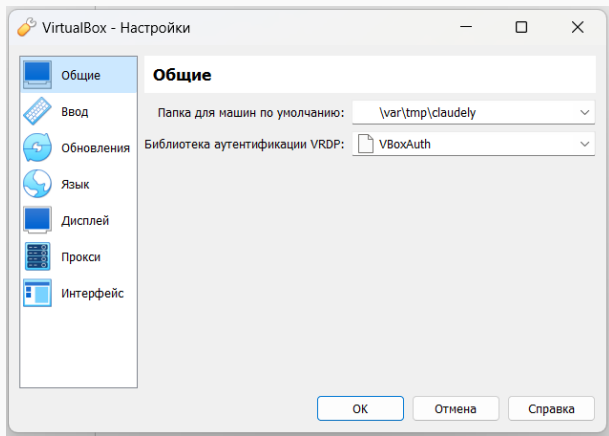 VirtualBox - Настройки
Общие
Ввод
Обновления
Язык
Дисплей
Прокси
Интерфейс
Общие
Папка для машин по умолчанию: \var\tmp\claudely
Библиотека аутентификации VRDP: VBoxAuth
ОК Отмена Справка